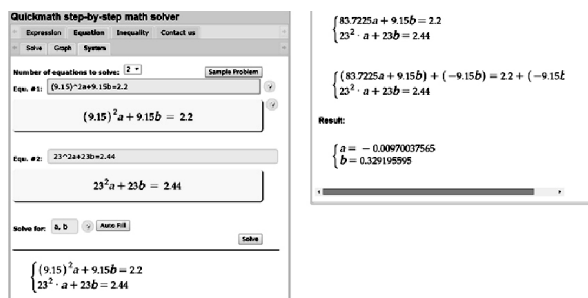 Quickmath step-by-step math solver
Expression Equation Inequality Contact us
Solve Graph System
Number of equations to solve: 2 Sample Problem
Equ. #1: (9.15)^2a+9.15b=2.2
(9.15)²a + 9.15b = 2.2
Equ. #2: 23^2a+23b=2.44
23²a + 23b = 2.44
Solve for: a, b Auto Fill
Solve
(9.15)²a + 9.15b = 2.2
23² · a + 23b = 2.44
83.7225a + 9.15b = 2.2
23² · a + 23b = 2.44
(83.7225a + 9.15b) + (−9.15b) = 2.2 + (−9.15b
23² · a + 23b = 2.44
Result:
a = − 0.00970037565
b = 0.329195595